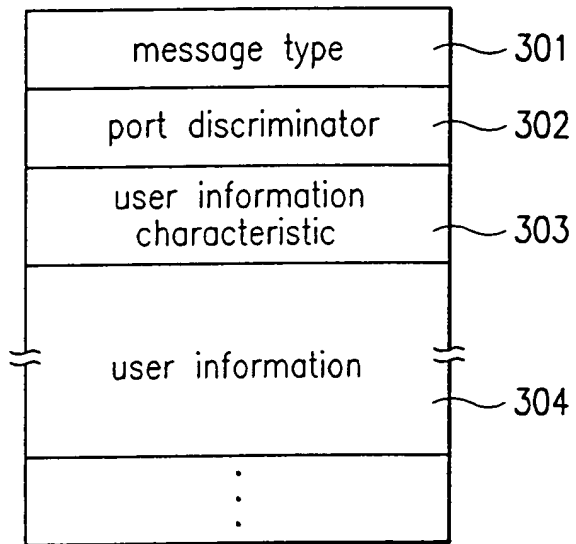 message type 301
port discriminator 302
user information
characteristic 303
user information 304